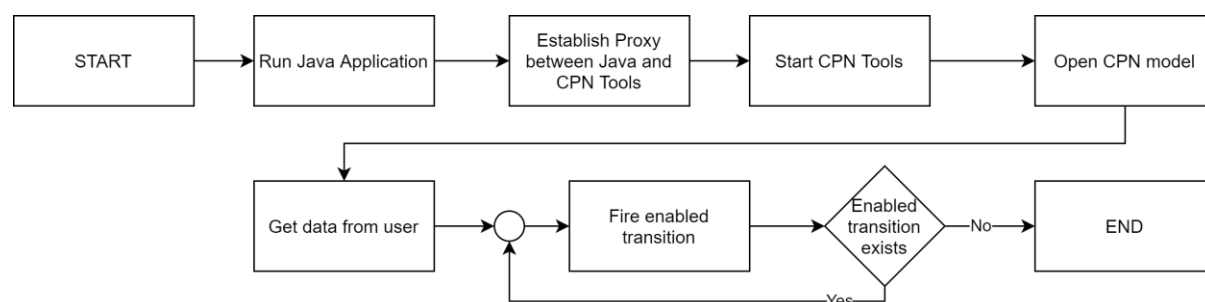 START
Run Java Application
Establish Proxy
between Java and
CPN Tools
Start CPN Tools
Open CPN model
Get data from user
Fire enabled
transition
Enabled
transition
exists
No
END
Yes